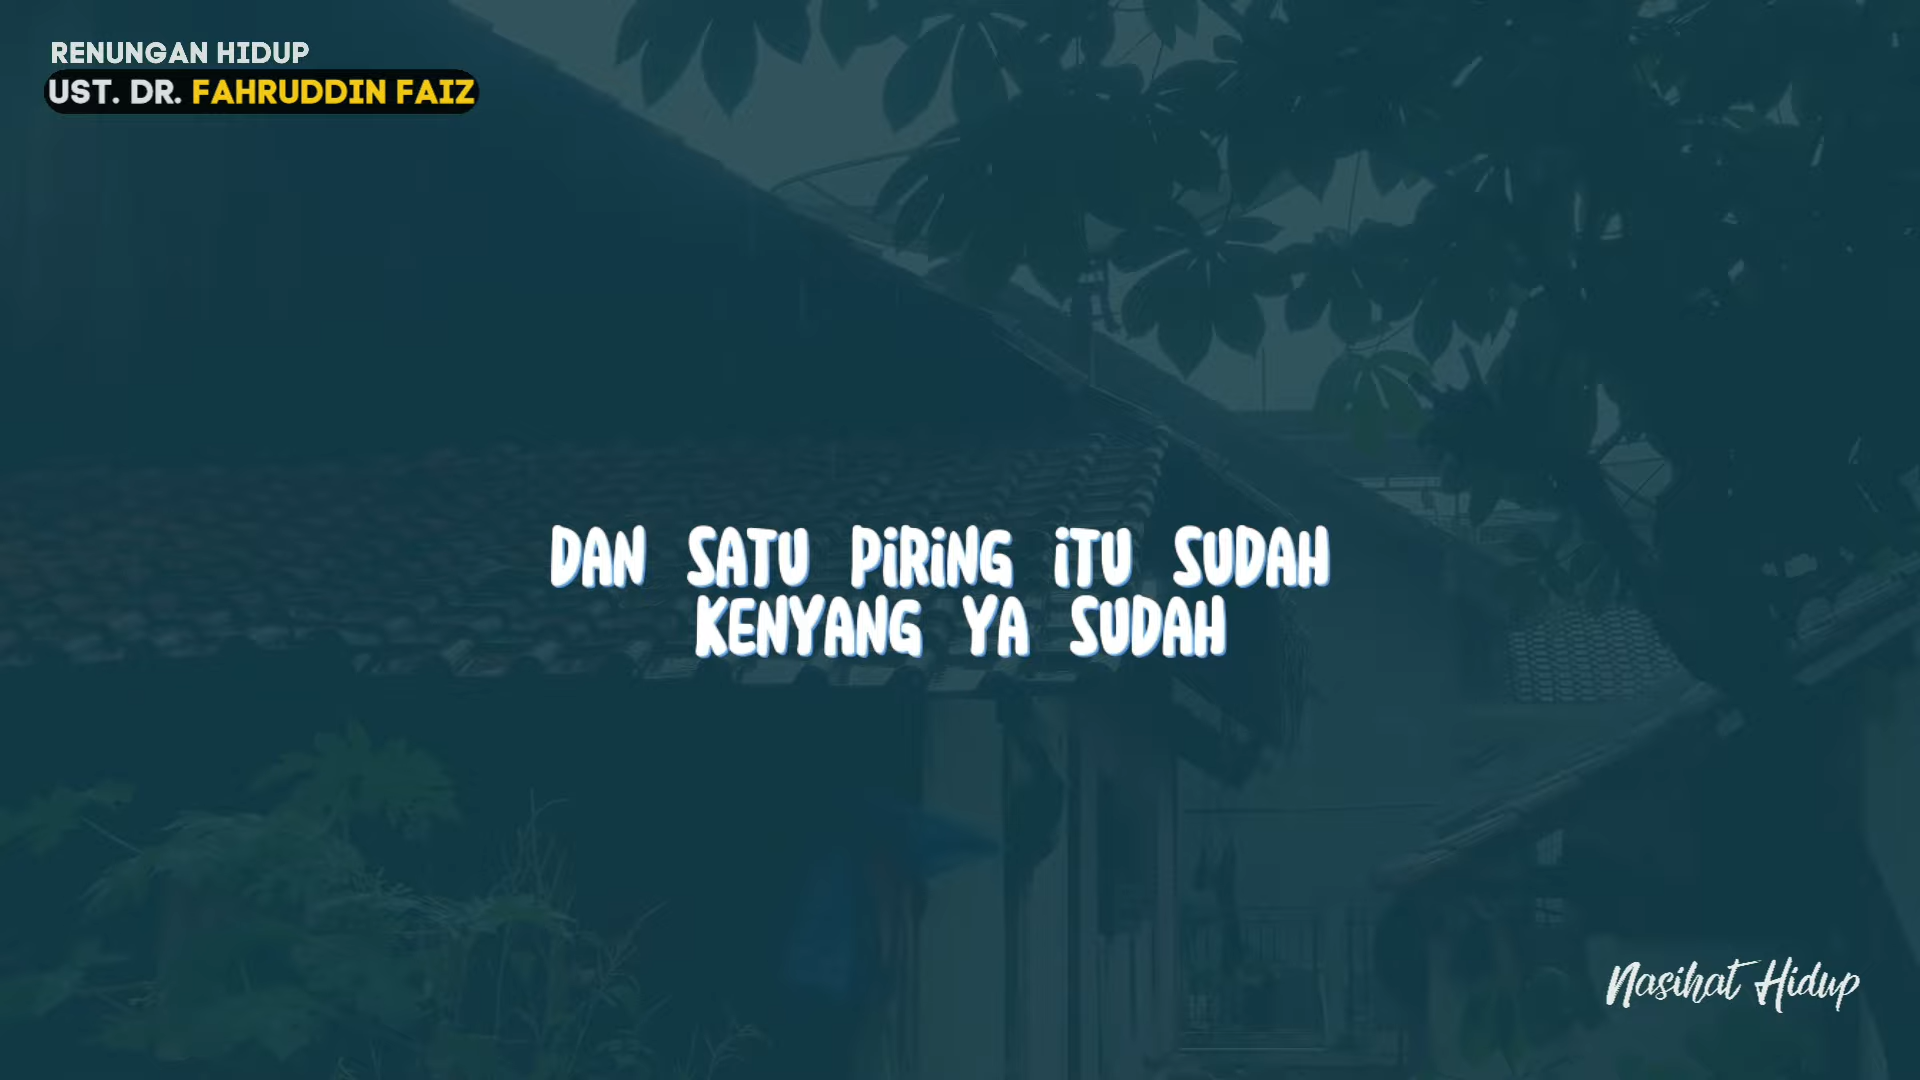 RENUNGAN HIDUP
UST. DR. FAHRUDDIN FAIZ
DAN SATU PiRiNG iTU SUDAH
KENYANG YA SUDAH
Nasihat Hidup